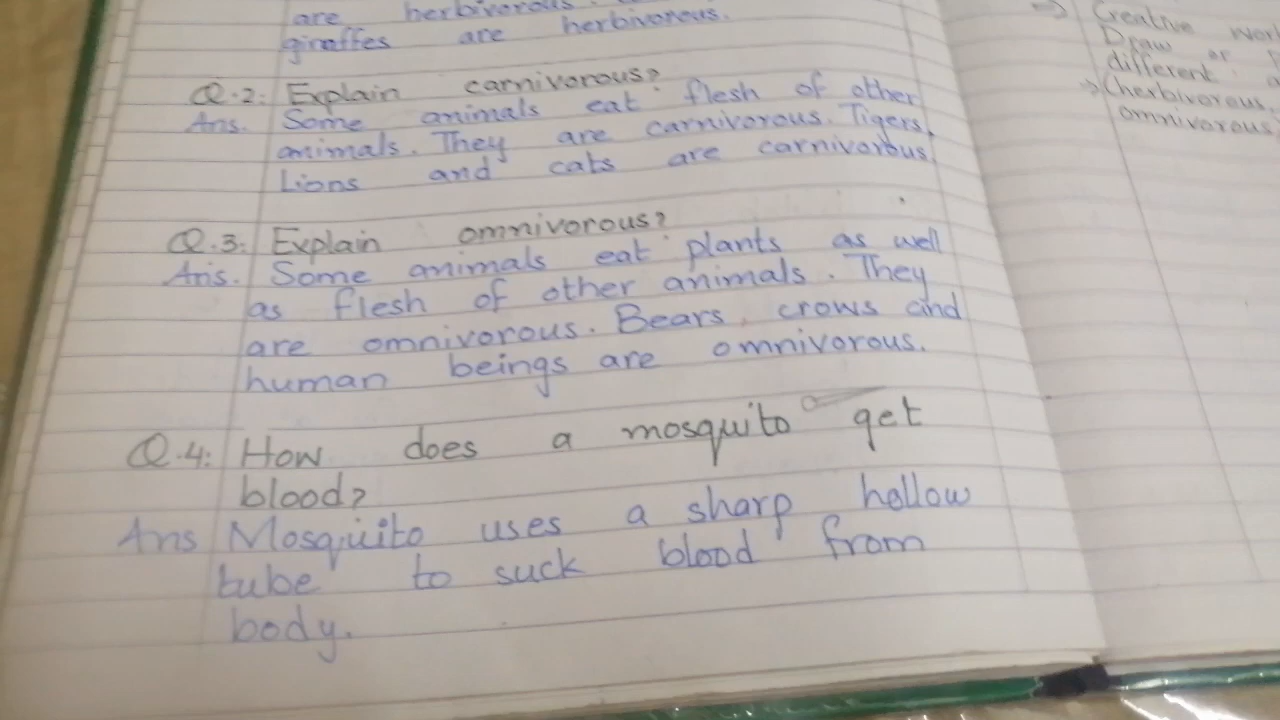 are herbivorous.
giraffes are herbivorous.
Q.2: Explain carnivorous?
Ans. Some animals eat flesh of other
animals. They are carnivorous. Tigers,
Lions and cats are carnivorous
Q.3: Explain omnivorous?
Ans. Some animals eat plants as well
as flesh of other animals. They
are omnivorous. Bears, crows and
human beings are omnivorous.
Q.4: How does a mosquito get
blood?
Ans Mosquito uses a sharp hollow
tube to suck blood from
body.
⇒ Creative
Draw or
different
→ (herbivorous,
omnivorous